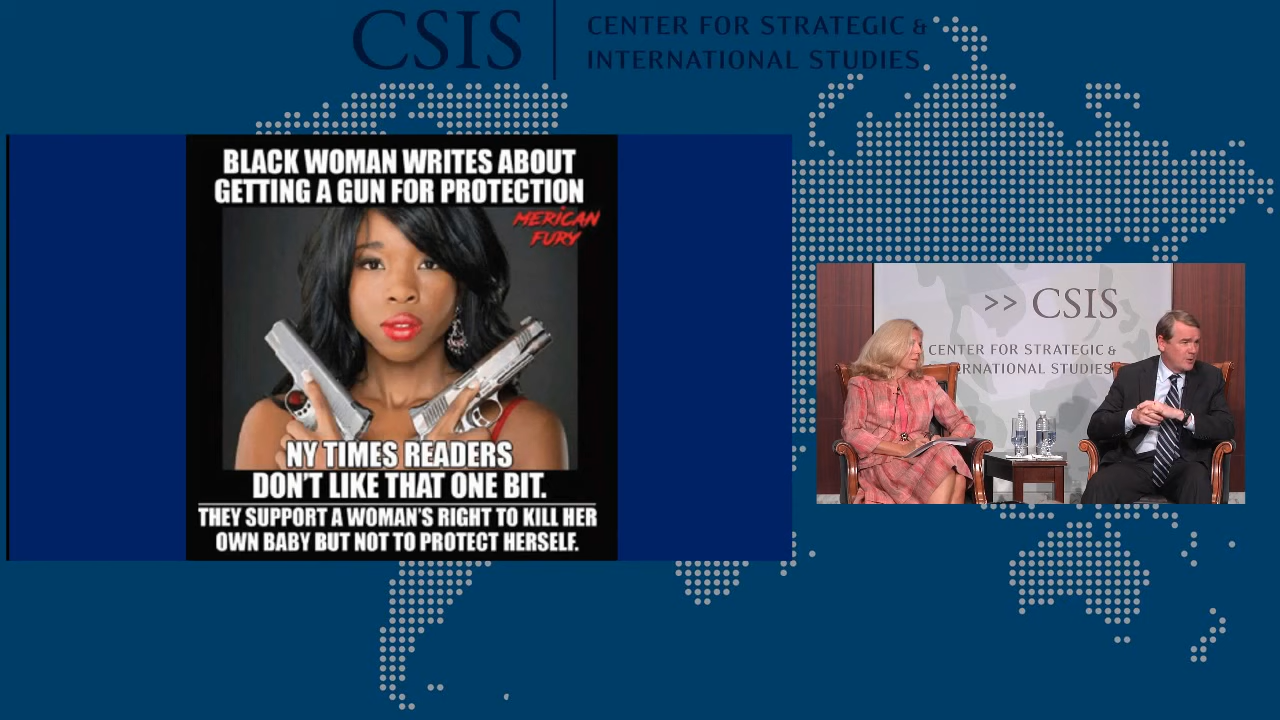 CSIS
CENTER FOR STRATEGIC &
INTERNATIONAL STUDIES
BLACK WOMAN WRITES ABOUT
GETTING A GUN FOR PROTECTION
MERICAN
FURY
NY TIMES READERS
DON'T LIKE THAT ONE BIT.
THEY SUPPORT A WOMAN'S RIGHT TO KILL HER
OWN BABY BUT NOT TO PROTECT HERSELF.
>> CSIS
CENTER FOR STRATEGIC &
RNATIONAL STUDIES